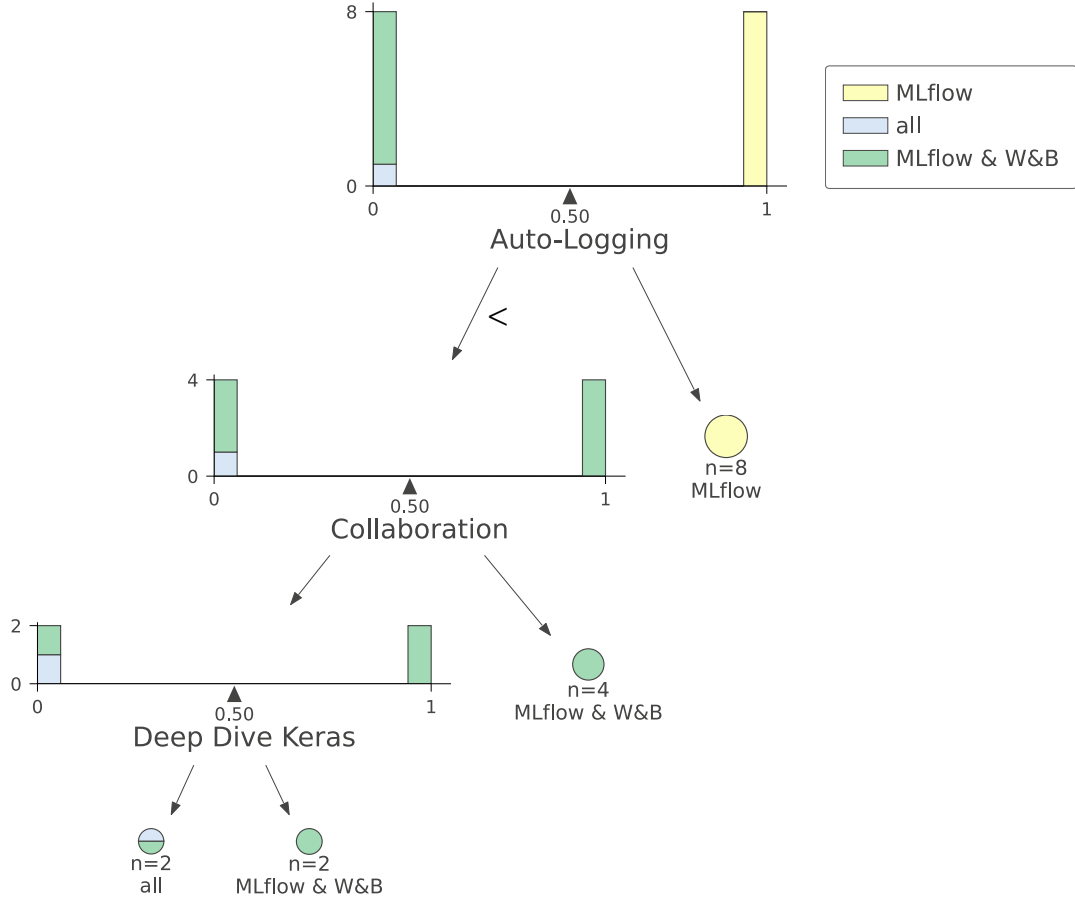 8
0
0
0.50
1
Auto-Logging
MLflow
all
MLflow & W&B
<
4
0
0
0.50
1
Collaboration
n=8
MLflow
2
0
0
0.50
1
Deep Dive Keras
n=4
MLflow & W&B
n=2
all
n=2
MLflow & W&B